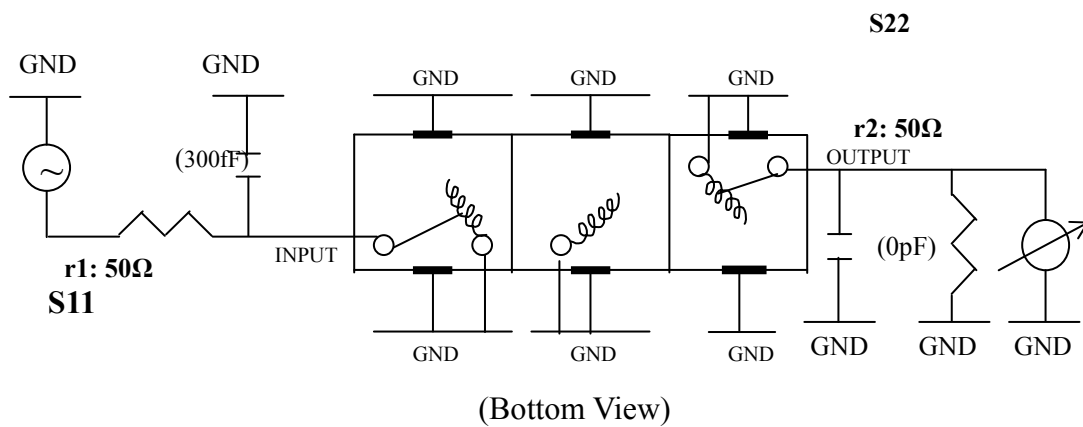 S22
GND
GND
GND
GND
GND
r2: 50Ω
(300fF)
OUTPUT
~
INPUT
(0pF)
r1: 50Ω
S11
GND
GND
GND
GND
GND
GND
(Bottom View)